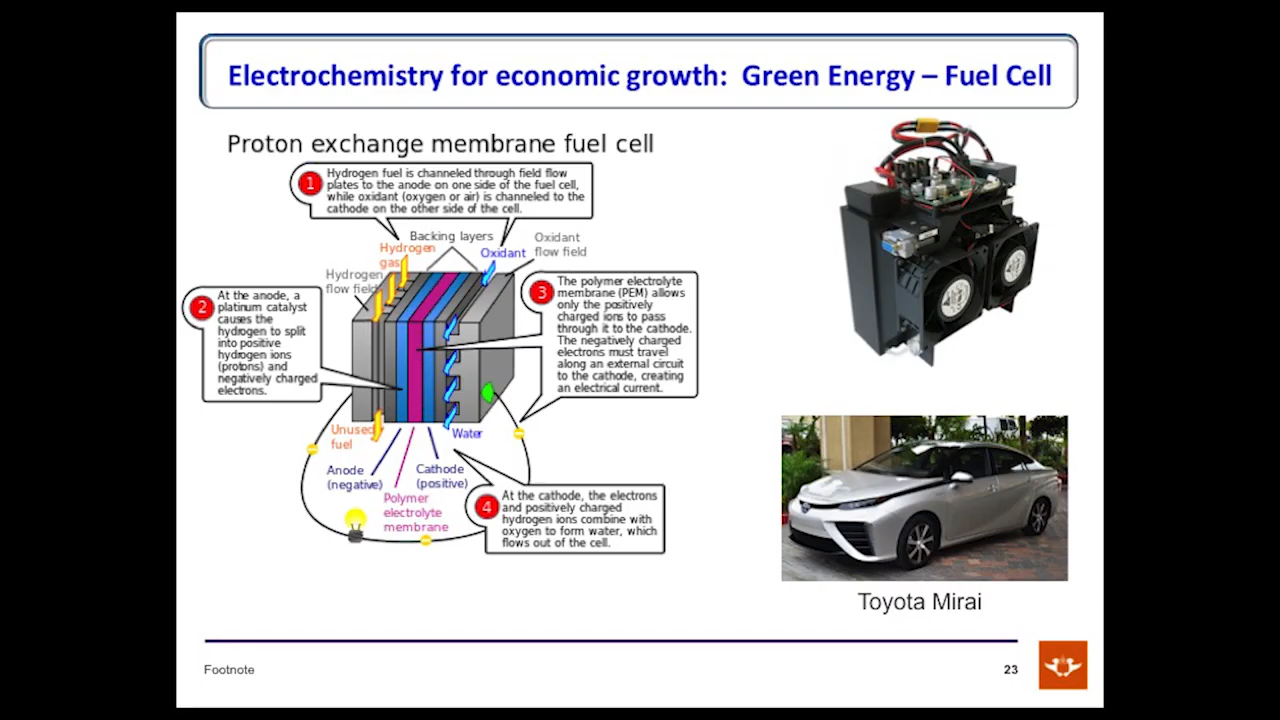 Electrochemistry for economic growth: Green Energy – Fuel Cell
Proton exchange membrane fuel cell
1
Hydrogen fuel is channeled through field flow
plates to the anode on one side of the fuel cell,
while oxidant (oxygen or air) is channeled to the
cathode on the other side of the cell.
Backing layers
Hydrogen
gas
Oxidant
Oxidant
flow field
Hydrogen
flow field
2
At the anode, a
platinum catalyst
causes the
hydrogen to split
into positive
hydrogen ions
(protons) and
negatively charged
electrons.
3
The polymer electrolyte
membrane (PEM) allows
only the positively
charged ions to pass
through it to the cathode.
The negatively charged
electrons must travel
along an external circuit
to the cathode, creating
an electrical current.
Unused
fuel
Water
Anode
(negative)
Cathode
(positive)
Polymer
electrolyte
membrane
4
At the cathode, the electrons
and positively charged
hydrogen ions combine with
oxygen to form water, which
flows out of the cell.
Toyota Mirai
Footnote
23